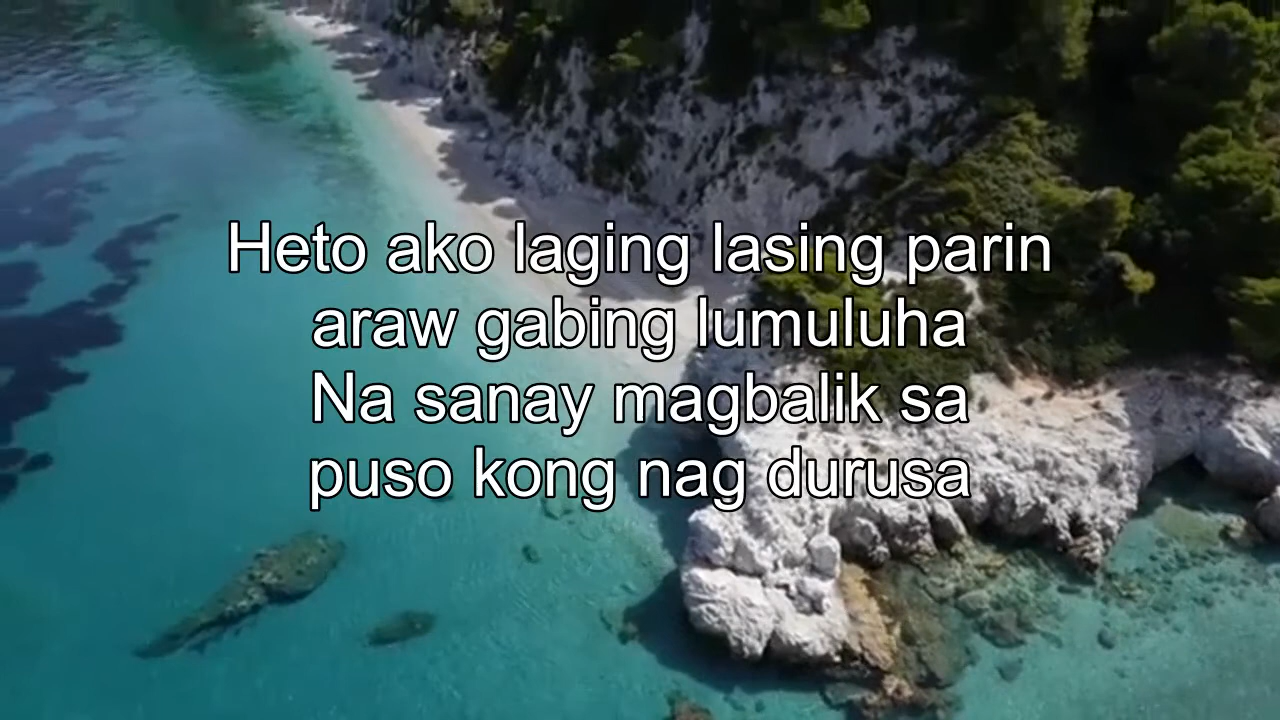 Heto ako laging lasing parin
araw gabing lumuluha
Na sanay magbalik sa
puso kong nag durusa